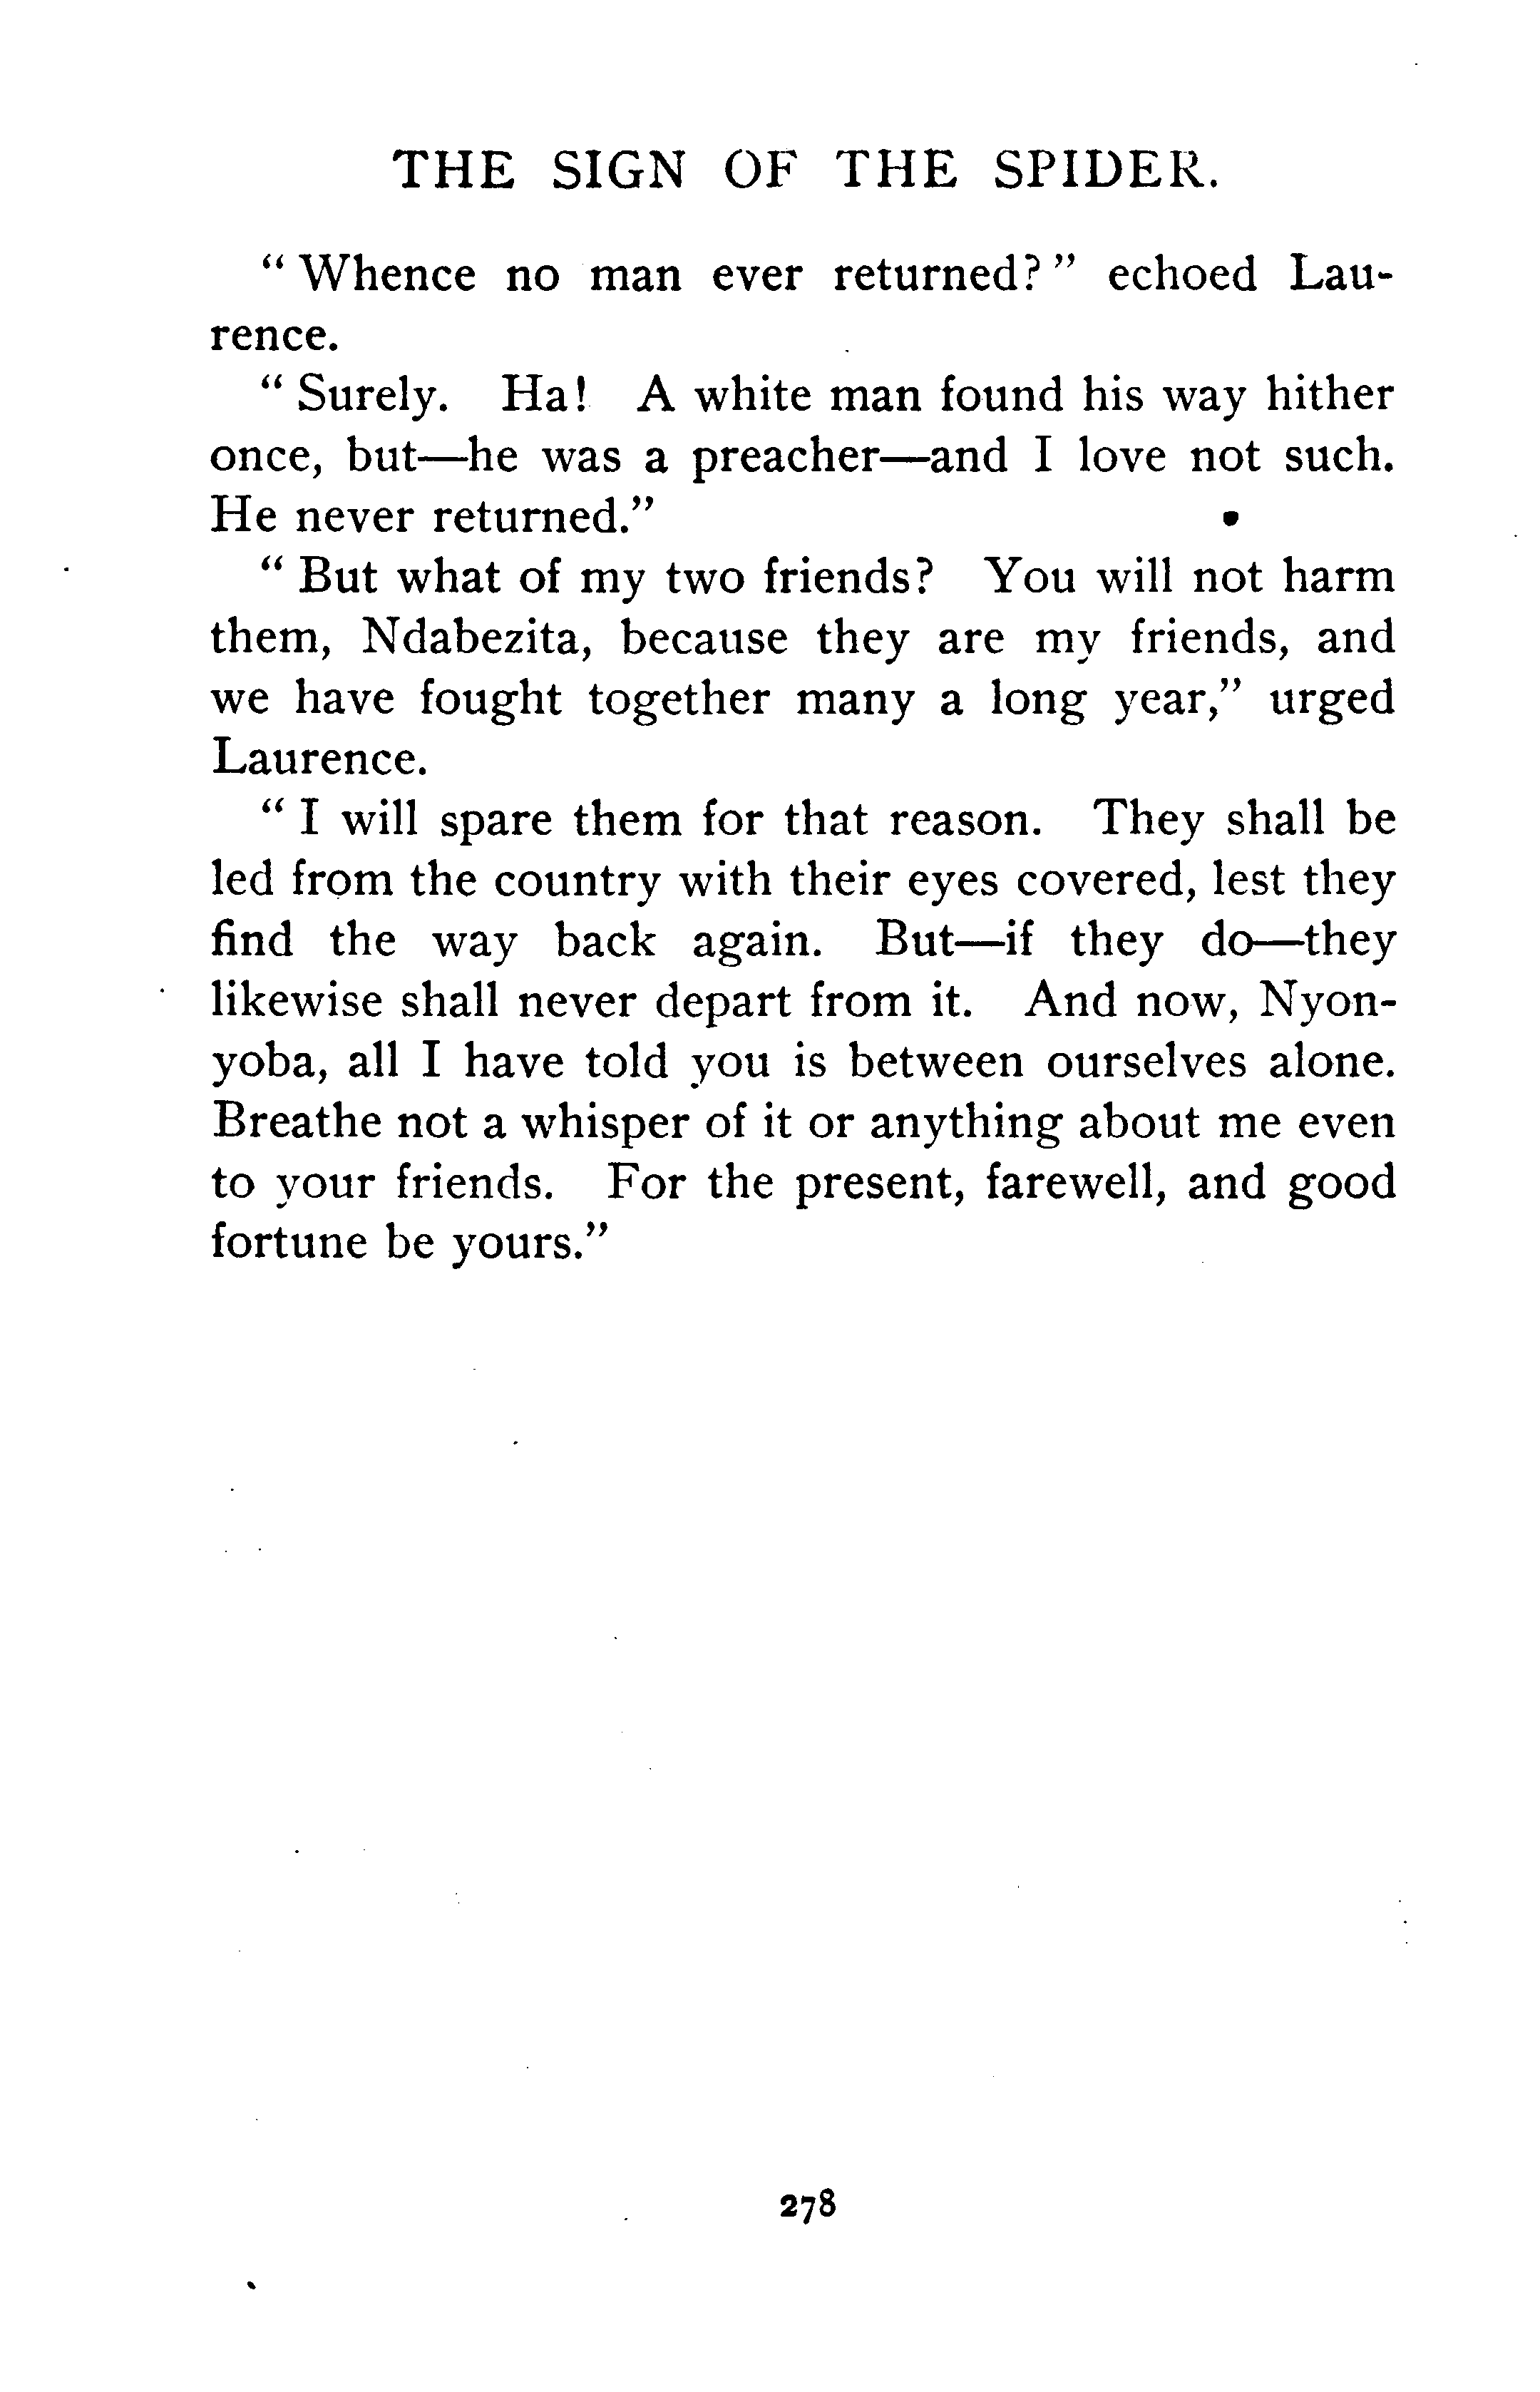 THE SIGN OF THE SPIDER.
" Whence no man ever returned?" echoed Lau-
rence.
" Surely. Ha! A white man found his way hither
once, but—he was a preacher—and I love not such.
He never returned."
" But what of my two friends? You will not harm
them, Ndabezita, because they are my friends, and
we have fought together many a long year," urged
Laurence.
" I will spare them for that reason. They shall be
led from the country with their eyes covered, lest they
find the way back again. But—if they do—they
likewise shall never depart from it. And now, Nyon-
yoba, all I have told you is between ourselves alone.
Breathe not a whisper of it or anything about me even
to your friends. For the present, farewell, and good
fortune be yours."
278